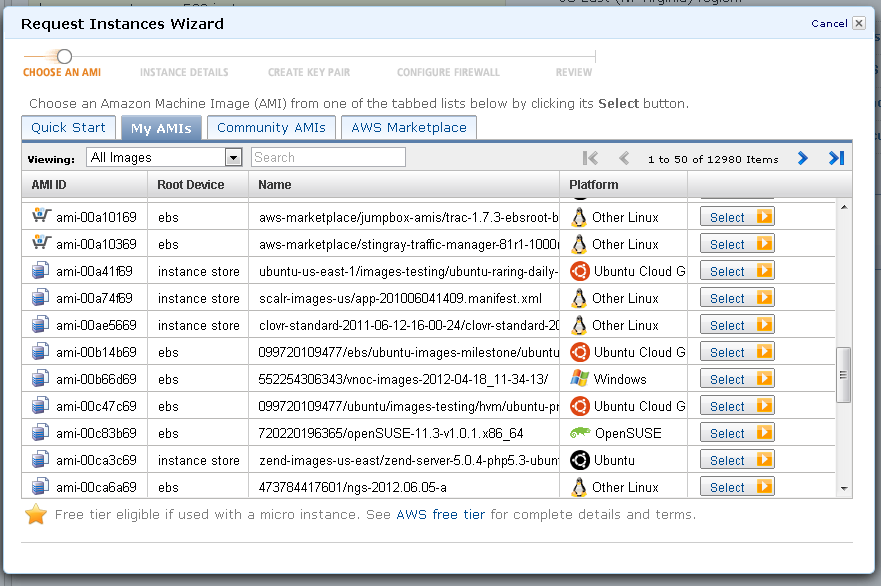 Request Instances Wizard
Cancel
CHOOSE AN AMI INSTANCE DETAILS CREATE KEY PAIR CONFIGURE FIREWALL REVIEW
Choose an Amazon Machine Image (AMI) from one of the tabbed lists below by clicking its Select button.
Quick Start My AMIs Community AMIs AWS Marketplace
Viewing: All Images Search 1 to 50 of 12980 Items
AMI ID Root Device Name Platform
ami-00a10169 ebs aws-marketplace/jumpbox-amis/trac-1.7.3-ebsroot-b Other Linux Select
ami-00a10369 ebs aws-marketplace/stingray-traffic-manager-81r1-1000 Other Linux Select
ami-00a41f69 instance store ubuntu-us-east-1/images-testing/ubuntu-raring-daily- Ubuntu Cloud G Select
ami-00a74f69 instance store scalr-images-us/app-201006041409.manifest.xml Other Linux Select
ami-00ae5669 instance store clovr-standard-2011-06-12-16-00-24/clovr-standard-20 Other Linux Select
ami-00b14b69 ebs 099720109477/ebs/ubuntu-images-milestone/ubuntu Ubuntu Cloud G Select
ami-00b66d69 ebs 552254306343/vnoc-images-2012-04-18_11-34-13/ Windows Select
ami-00c47c69 ebs 099720109477/ubuntu/images-testing/hvm/ubuntu-pr Ubuntu Cloud G Select
ami-00c83b69 ebs 720220196365/openSUSE-11.3-v1.0.1.x86_64 OpenSUSE Select
ami-00ca3c69 instance store zend-images-us-east/zend-server-5.0.4-php5.3-ubun Ubuntu Select
ami-00ca6a69 ebs 473784417601/ngs-2012.06.05-a Other Linux Select
Free tier eligible if used with a micro instance. See AWS free tier for complete details and terms.